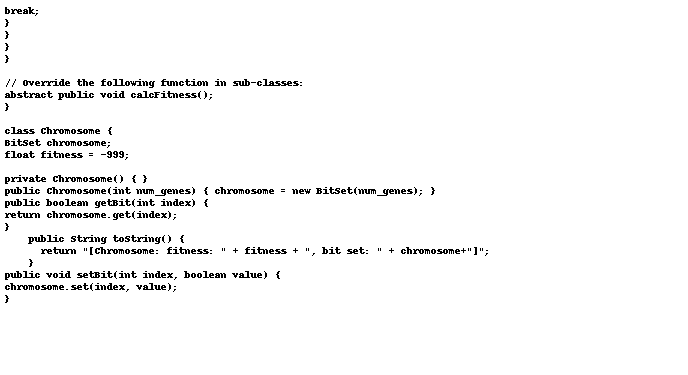 break;
}
}
}
}

// Override the following function in sub-classes:
abstract public void calcFitness();
}

class Chromosome {
BitSet chromosome;
float fitness = -999;

private Chromosome() { }
public Chromosome(int num_genes) { chromosome = new BitSet(num_genes); }
public boolean getBit(int index) {
return chromosome.get(index);
}
    public String toString() {
      return "[Chromosome: fitness: " + fitness + ", bit set: " + chromosome+"]";
    }
public void setBit(int index, boolean value) {
chromosome.set(index, value);
}